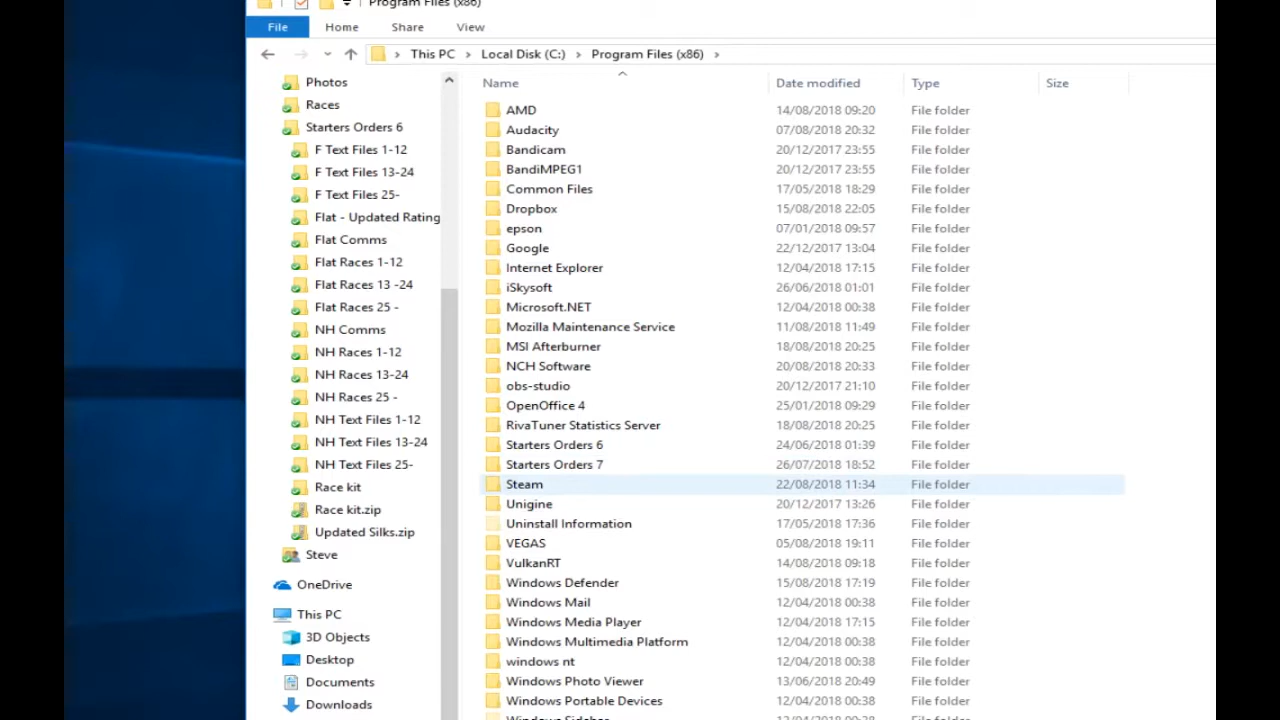 Program Files (x86)
File Home Share View
This PC Local Disk (C:) Program Files (x86)
Photos
Races
Starters Orders 6
F Text Files 1-12
F Text Files 13-24
F Text Files 25-
Flat - Updated Rating
Flat Comms
Flat Races 1-12
Flat Races 13 -24
Flat Races 25 -
NH Comms
NH Races 1-12
NH Races 13-24
NH Races 25 -
NH Text Files 1-12
NH Text Files 13-24
NH Text Files 25-
Race kit
Race kit.zip
Updated Silks.zip
Steve
OneDrive
This PC
3D Objects
Desktop
Documents
Downloads
Name Date modified Type Size
AMD 14/08/2018 09:20 File folder
Audacity 07/08/2018 20:32 File folder
Bandicam 20/12/2017 23:55 File folder
BandiMPEG1 20/12/2017 23:55 File folder
Common Files 17/05/2018 18:29 File folder
Dropbox 15/08/2018 22:05 File folder
epson 07/01/2018 09:57 File folder
Google 22/12/2017 13:04 File folder
Internet Explorer 12/04/2018 17:15 File folder
iSkysoft 26/06/2018 01:01 File folder
Microsoft.NET 12/04/2018 00:38 File folder
Mozilla Maintenance Service 11/08/2018 11:49 File folder
MSI Afterburner 18/08/2018 20:25 File folder
NCH Software 20/08/2018 20:33 File folder
obs-studio 20/12/2017 21:10 File folder
OpenOffice 4 25/01/2018 09:29 File folder
RivaTuner Statistics Server 18/08/2018 20:25 File folder
Starters Orders 6 24/06/2018 01:39 File folder
Starters Orders 7 26/07/2018 18:52 File folder
Steam 22/08/2018 11:34 File folder
Unigine 20/12/2017 13:26 File folder
Uninstall Information 17/05/2018 17:36 File folder
VEGAS 05/08/2018 19:11 File folder
VulkanRT 14/08/2018 09:18 File folder
Windows Defender 15/08/2018 17:19 File folder
Windows Mail 12/04/2018 00:38 File folder
Windows Media Player 12/04/2018 17:15 File folder
Windows Multimedia Platform 12/04/2018 00:38 File folder
windows nt 12/04/2018 00:38 File folder
Windows Photo Viewer 13/06/2018 20:49 File folder
Windows Portable Devices 12/04/2018 00:38 File folder